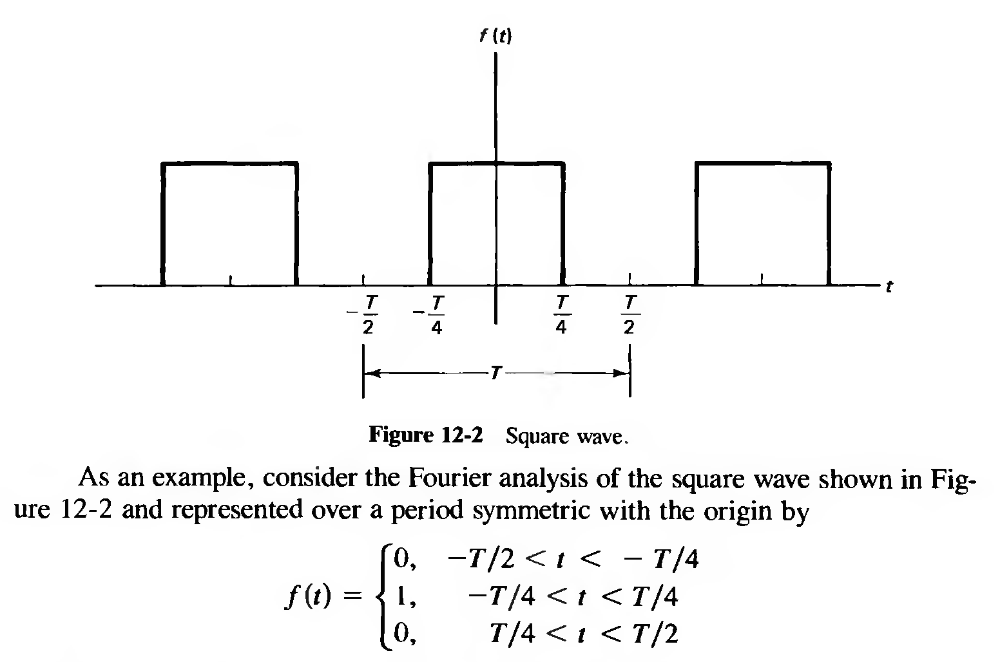 f (t)
t
-T/2 -T/4 T/4 T/2
T
Figure 12-2 Square wave.
As an example, consider the Fourier analysis of the square wave shown in Fig-
ure 12-2 and represented over a period symmetric with the origin by
0, -T/2 < t < - T/4
f (t) = { 1, -T/4 < t < T/4
0, T/4 < t < T/2